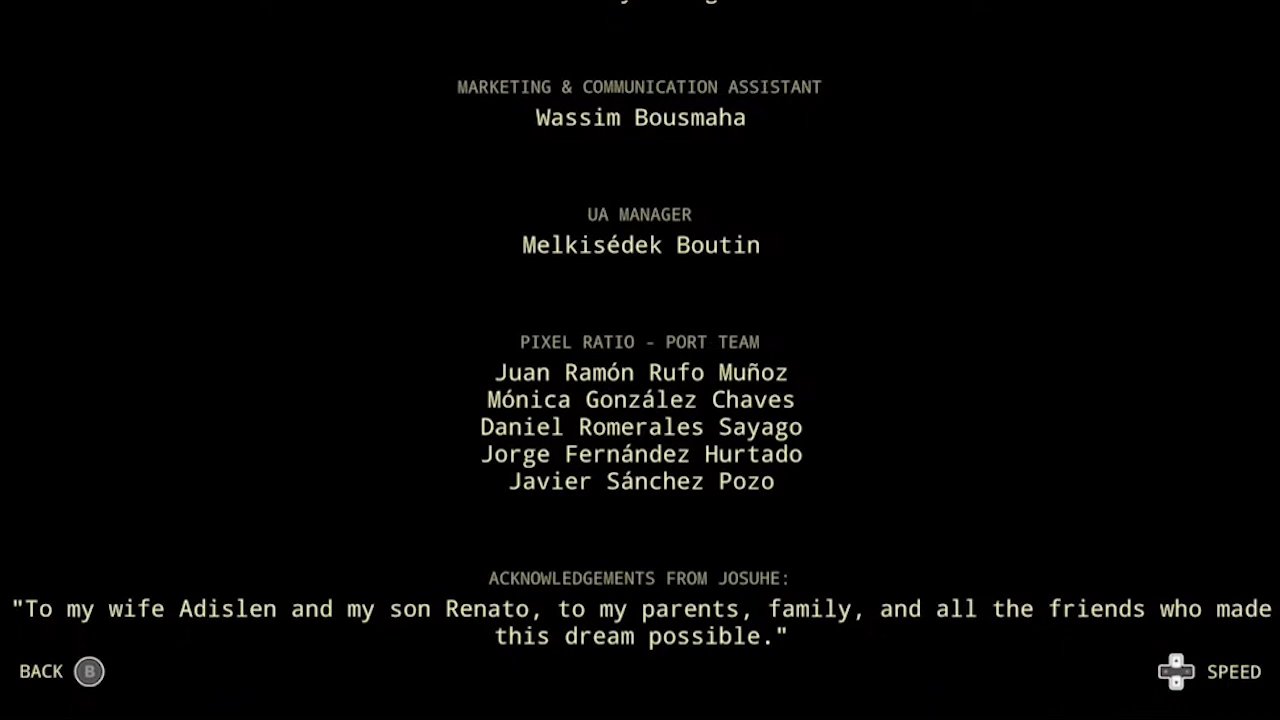 MARKETING & COMMUNICATION ASSISTANT
Wassim Bousmaha
UA MANAGER
Melkisédek Boutin
PIXEL RATIO - PORT TEAM
Juan Ramón Rufo Muñoz
Mónica González Chaves
Daniel Romerales Sayago
Jorge Fernández Hurtado
Javier Sánchez Pozo
ACKNOWLEDGEMENTS FROM JOSUHE:
"To my wife Adislen and my son Renato, to my parents, family, and all the friends who made
this dream possible."
BACK B
SPEED